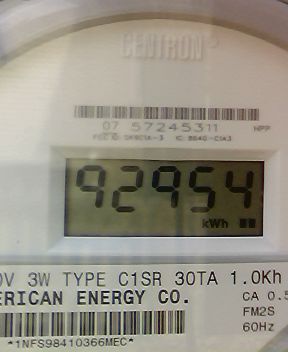 CENTRON®
07 57245311 NPP
92954
kWh
0V 3W TYPE C1SR 30TA 1.0Kh
ERICAN ENERGY CO.
CA 0.5
FM2S
60Hz
*1NFS98410366MEC*